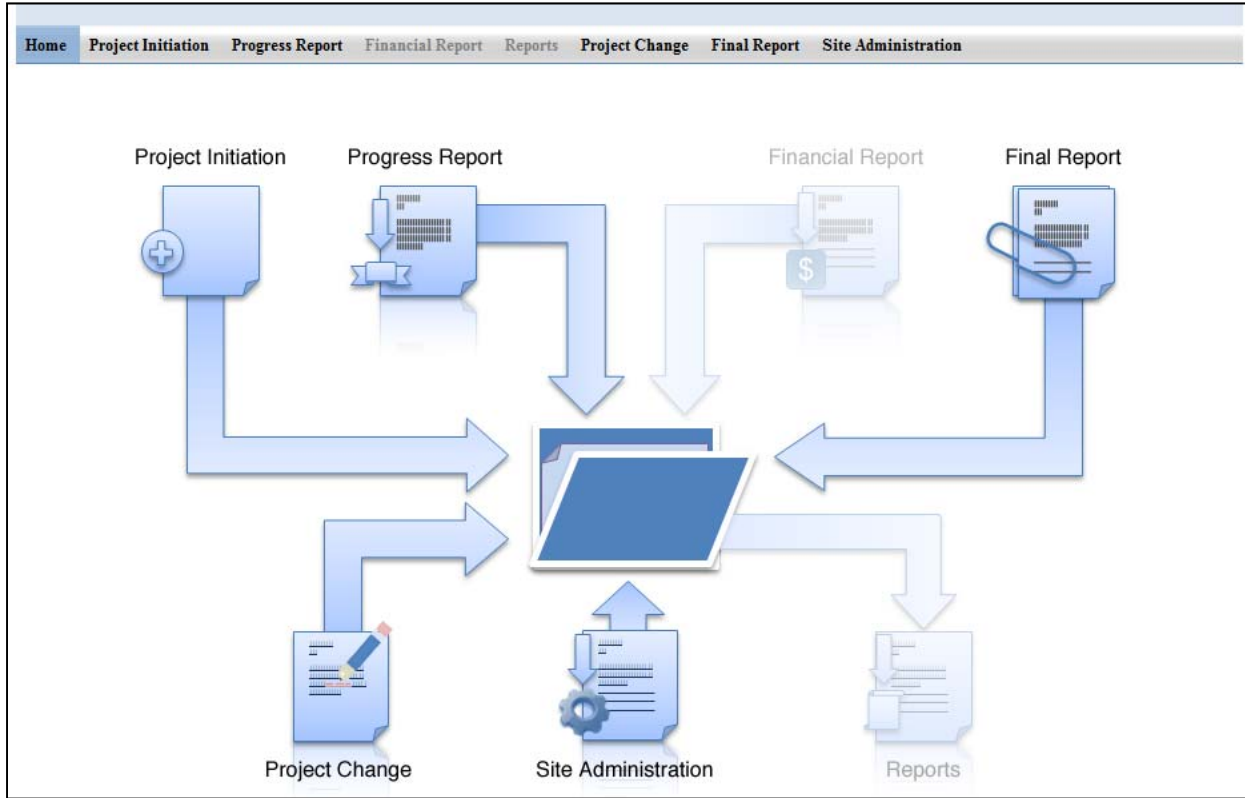 Home Project Initiation Progress Report Financial Report Reports Project Change Final Report Site Administration
Project Initiation Progress Report Financial Report Final Report
$
Project Change Site Administration Reports